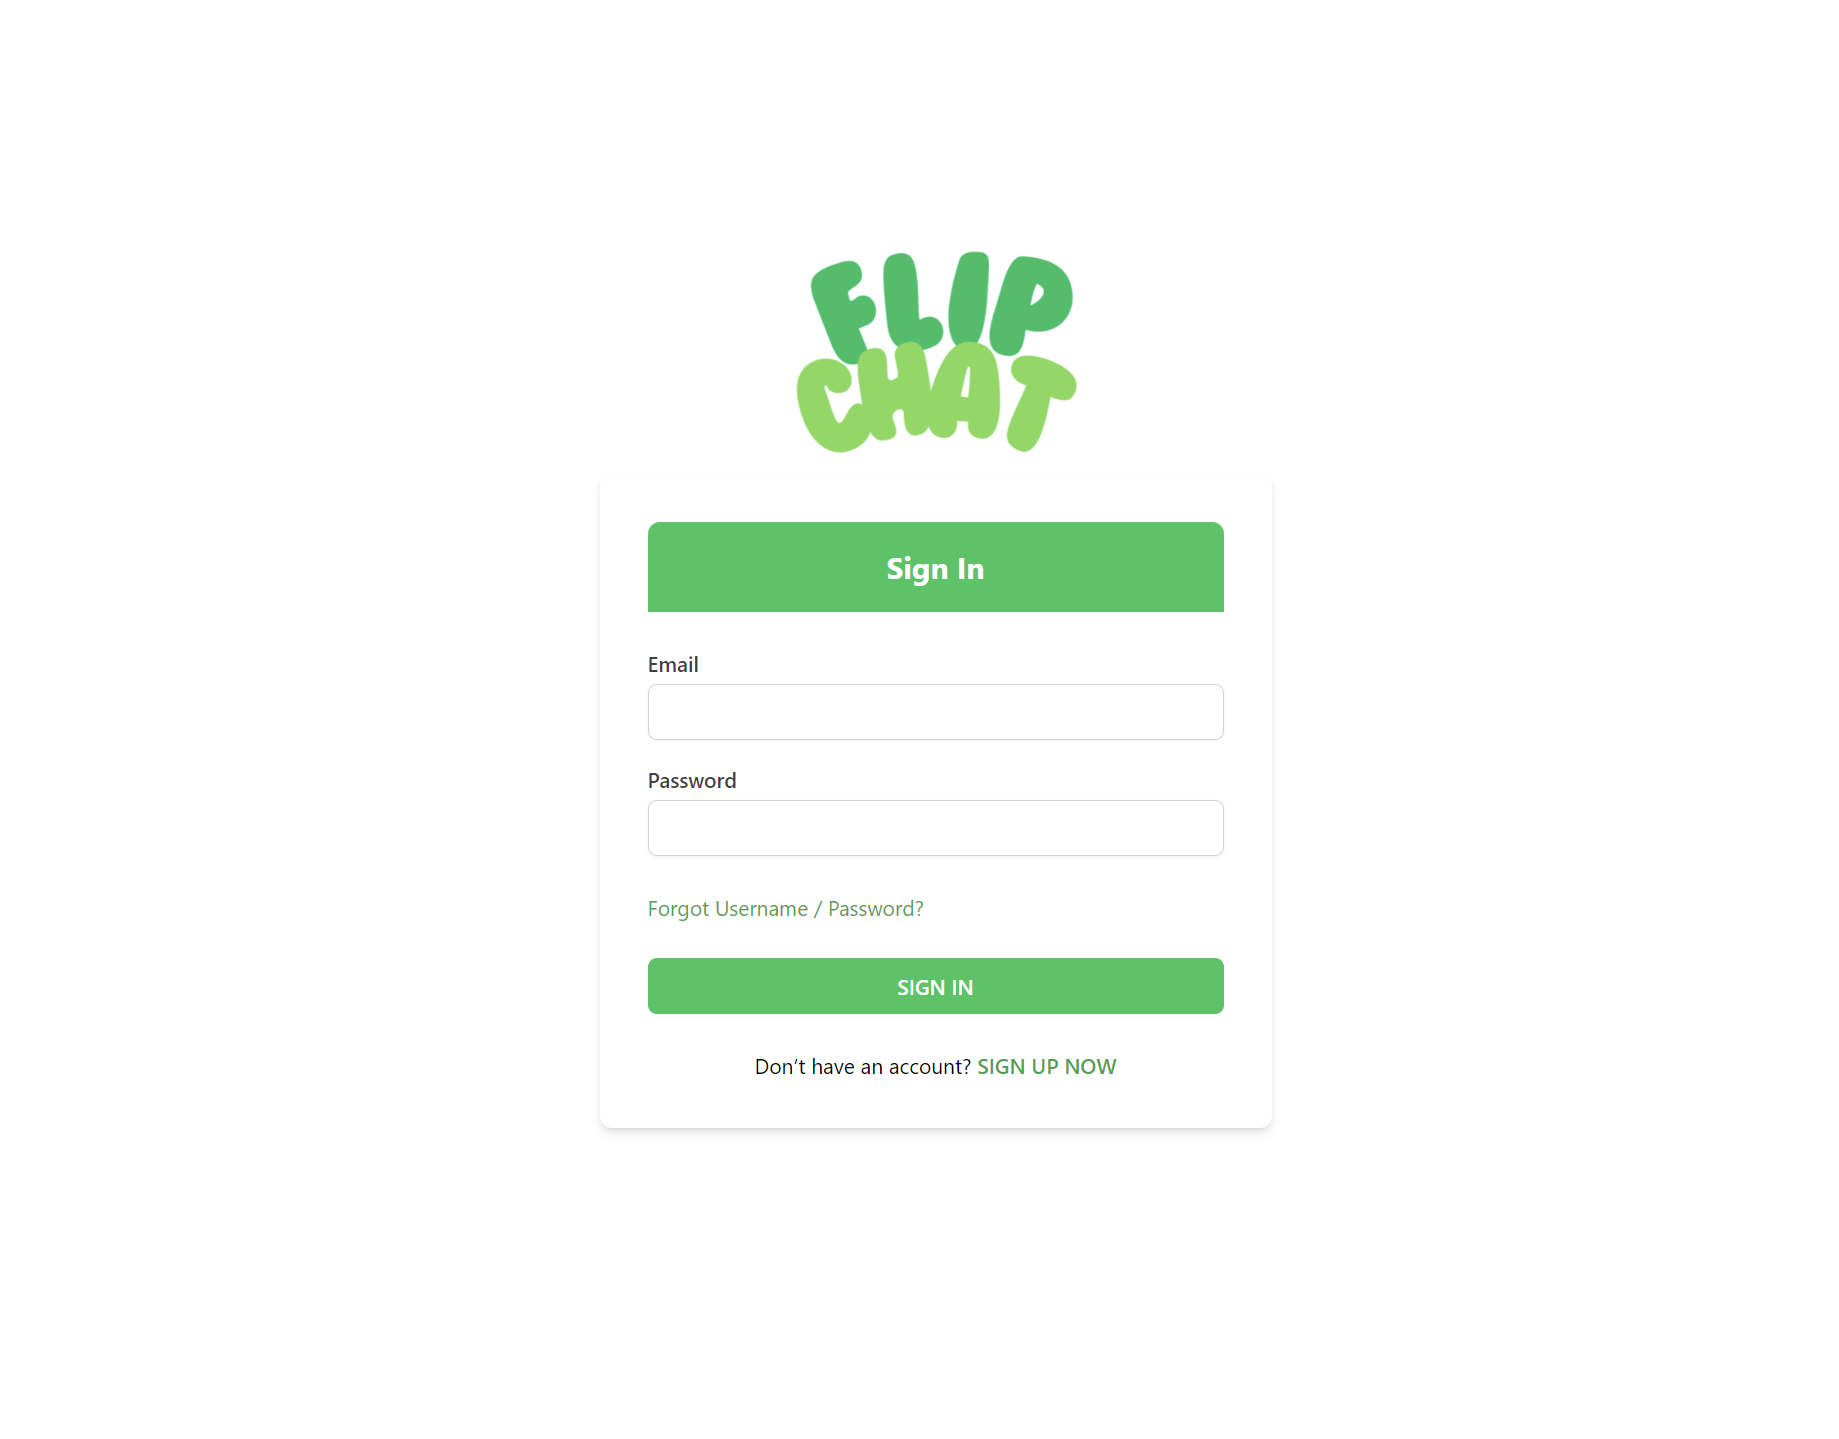 FLIP
CHAT
Sign In
Email
Password
Forgot Username / Password?
SIGN IN
Don't have an account? SIGN UP NOW